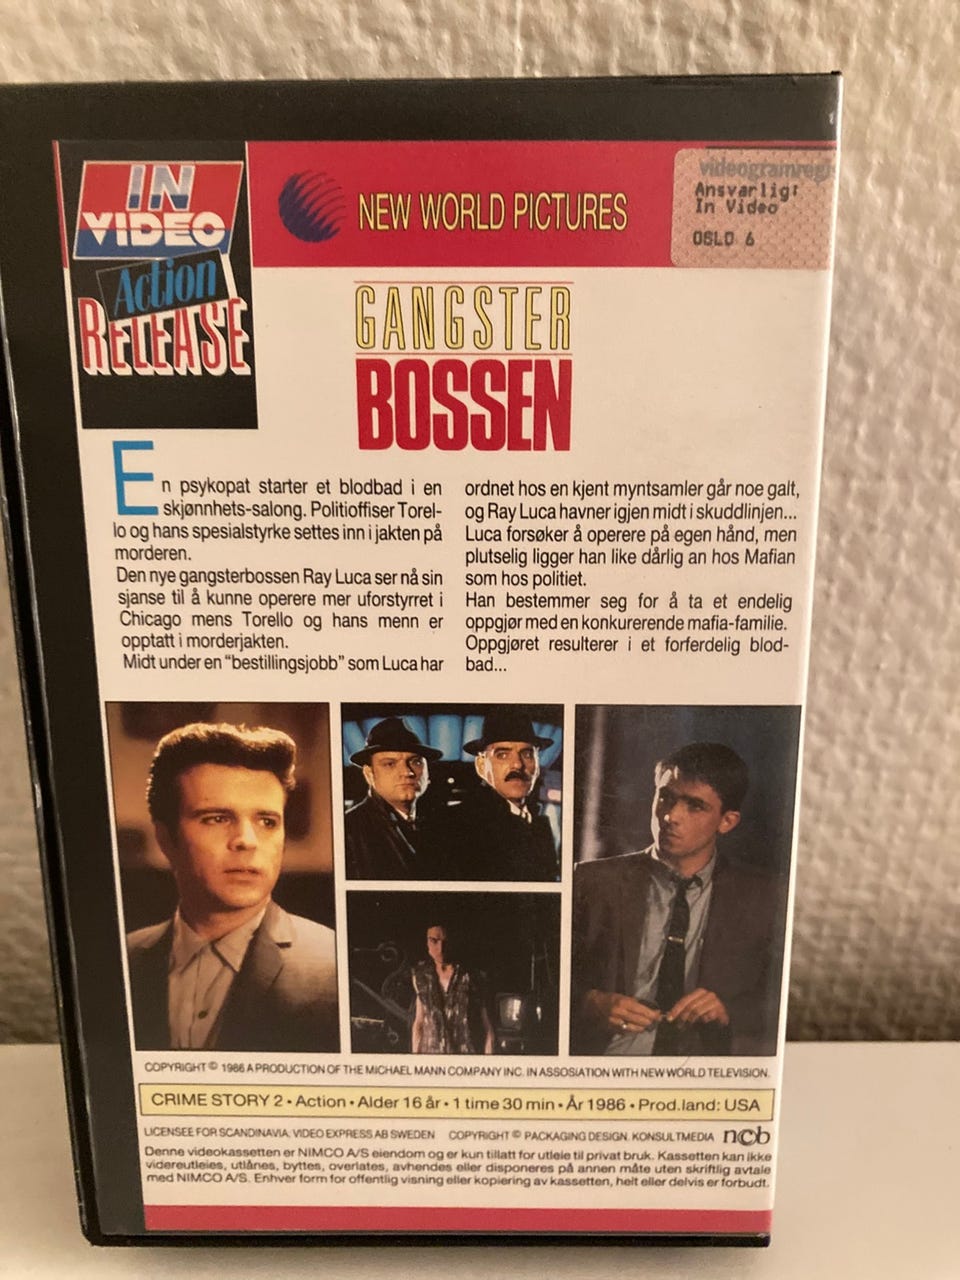 IN
VIDEO
Action
RELEASE
NEW WORLD PICTURES
videogramregi
Ansvarlig:
In Video
OSLO 6
GANGSTER
BOSSEN
En psykopat starter et blodbad i en
skjønnhets-salong. Politioffiser Torel-
lo og hans spesialstyrke settes inn i jakten på
morderen.
Den nye gangsterbossen Ray Luca ser nå sin
sjanse til å kunne operere mer uforstyrret i
Chicago mens Torello og hans menn er
opptatt i morderjakten.
Midt under en "bestillingsjobb" som Luca har
ordnet hos en kjent myntsamler går noe galt,
og Ray Luca havner igjen midt i skuddlinjen...
Luca forsøker å operere på egen hånd, men
plutselig ligger han like dårlig an hos Mafian
som hos politiet.
Han bestemmer seg for å ta et endelig
oppgjør med en konkurerende mafia-familie.
Oppgjøret resulterer i et forferdelig blod-
bad...
COPYRIGHT © 1986 A PRODUCTION OF THE MICHAEL MANN COMPANY INC. IN ASSOSIATION WITH NEW WORLD TELEVISION.
CRIME STORY 2 • Action • Alder 16 år • 1 time 30 min • År 1986 • Prod.land: USA
LICENSEE FOR SCANDINAVIA: VIDEO EXPRESS AB SWEDEN COPYRIGHT © PACKAGING DESIGN. KONSULTMEDIA ncb
Denne videokassetten er NIMCO A/S eiendom og er kun tillatt for utleie til privat bruk. Kassetten kan ikke
videreutleies, utlånes, byttes, overlates, avhendes eller disponeres på annen måte uten skriftlig avtale
med NIMCO A/S. Enhver form for offentlig visning eller kopiering av kassetten, helt eller delvis er forbudt.